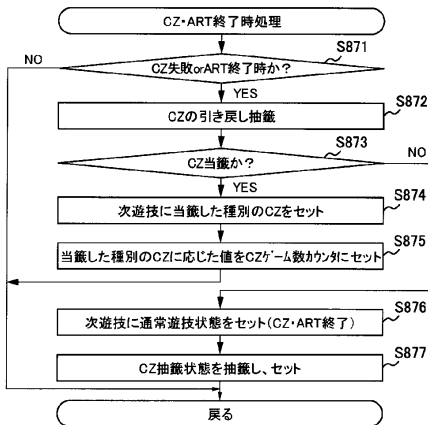 CZ・ART終了時処理
S871
CZ失敗orART終了時か?
NO
YES
S872
CZの引き戻し抽籤
S873
CZ当籤か?
NO
YES
S874
次遊技に当籤した種別のCZをセット
S875
当籤した種別のCZに応じた値をCZゲーム数カウンタにセット
S876
次遊技に通常遊技状態をセット(CZ・ART終了)
S877
CZ抽籤状態を抽籤し、セット
戻る